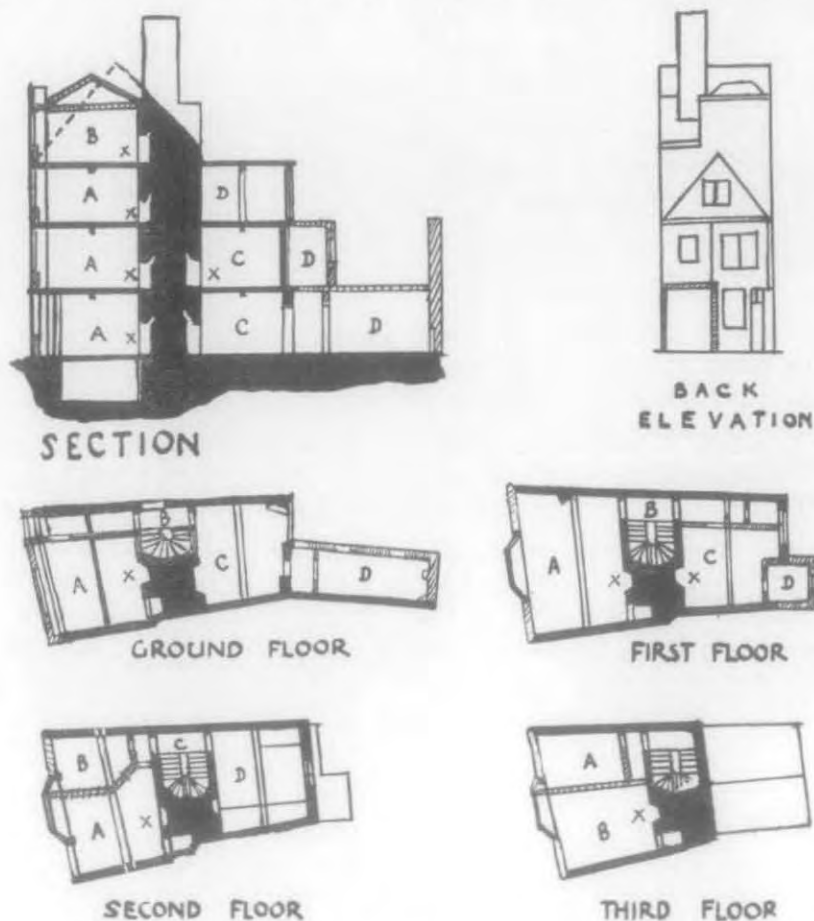 B
X
A
X
D
A
X
X
C
D
A
X
C
D
SECTION
BACK
ELEVATION
B
A
X
C
D
GROUND FLOOR
B
A
X
X
C
D
FIRST FLOOR
B
C
D
A
X
SECOND FLOOR
A
B
X
THIRD FLOOR